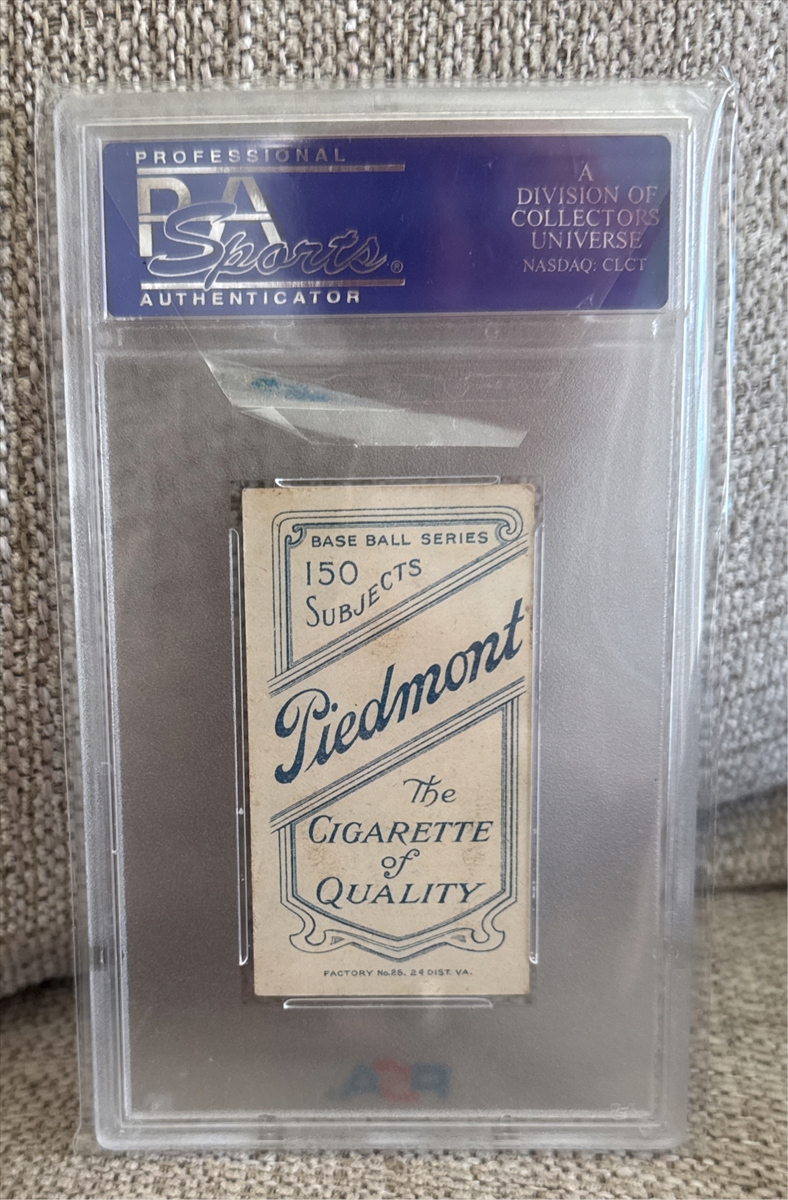 PROFESSIONAL
PSA
Sports®
AUTHENTICATOR
A
DIVISION OF
COLLECTORS
UNIVERSE
NASDAQ: CLCT
BASE BALL SERIES
150
SUBJECTS
Piedmont
The
CIGARETTE
of
QUALITY
FACTORY No.25. 2d DIST. VA.
PSA